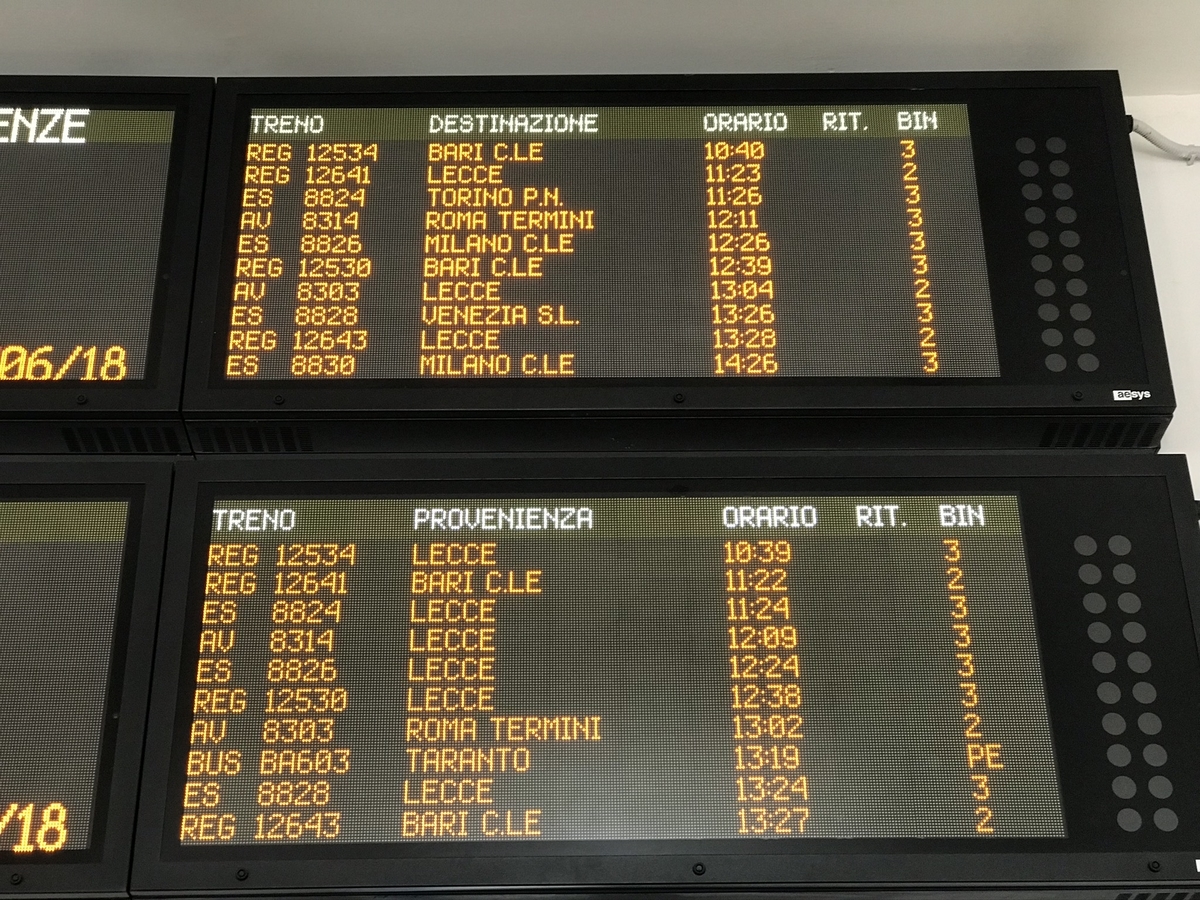 ENZE
06/18
TRENO DESTINAZIONE ORARIO RIT. BIN
REG 12534 BARI C.LE 10:40 3
REG 12641 LECCE 11:23 2
ES 8824 TORINO P.N. 11:26 3
AV 8314 ROMA TERMINI 12:11 3
ES 8826 MILANO C.LE 12:26 3
REG 12530 BARI C.LE 12:39 3
AV 8303 LECCE 13:04 2
ES 8828 VENEZIA S.L. 13:26 3
REG 12643 LECCE 13:28 2
ES 8830 MILANO C.LE 14:26 3
aesys
/18
TRENO PROVENIENZA ORARIO RIT. BIN
REG 12534 LECCE 10:39 3
REG 12641 BARI C.LE 11:22 2
ES 8824 LECCE 11:24 3
AV 8314 LECCE 12:09 3
ES 8826 LECCE 12:24 3
REG 12530 LECCE 12:38 3
AV 8303 ROMA TERMINI 13:02 2
BUS BA603 TARANTO 13:19 PE
ES 8828 LECCE 13:24 3
REG 12643 BARI C.LE 13:27 2